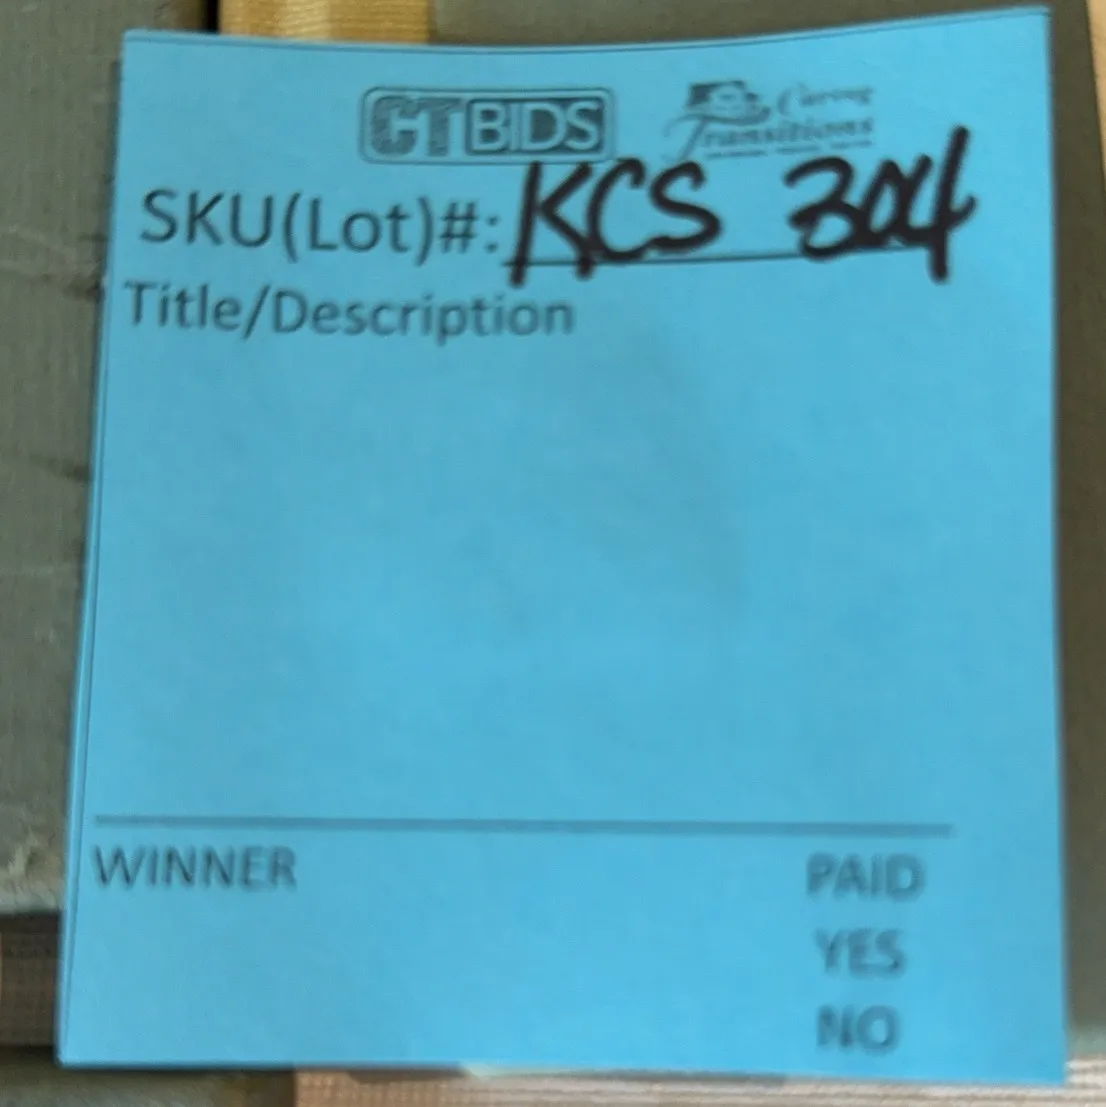 CTBIDS
Caring
Transitions
SKU(Lot)#: KCS 304
Title/Description
WINNER
PAID
YES
NO